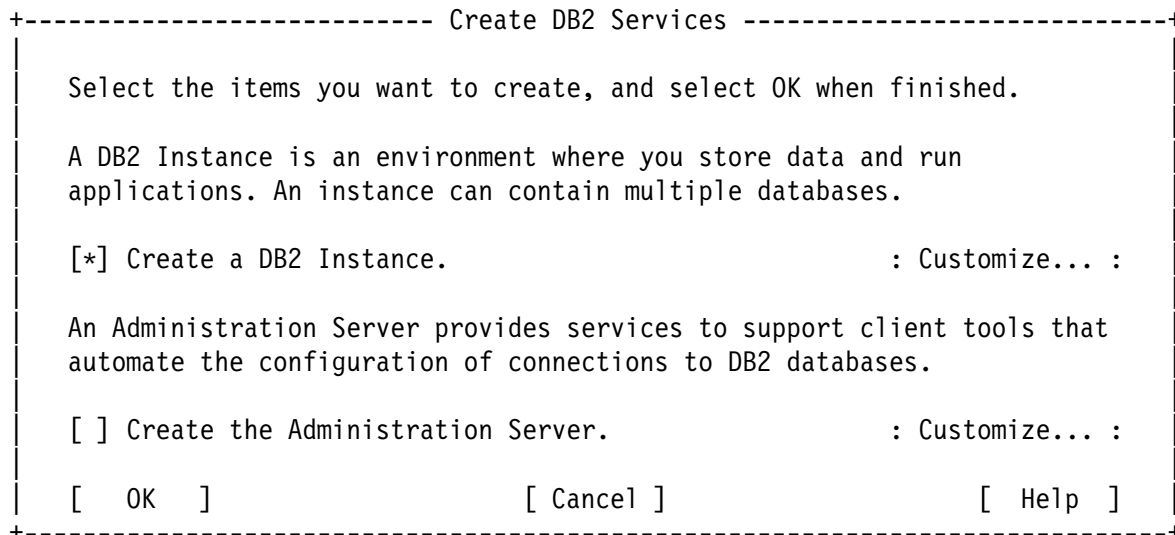 +---------------------------- Create DB2 Services -----------------------------+
Select the items you want to create, and select OK when finished.
A DB2 Instance is an environment where you store data and run
applications. An instance can contain multiple databases.
[*] Create a DB2 Instance. : Customize... :
An Administration Server provides services to support client tools that
automate the configuration of connections to DB2 databases.
[ ] Create the Administration Server. : Customize... :
[ OK ] [ Cancel ] [ Help ]